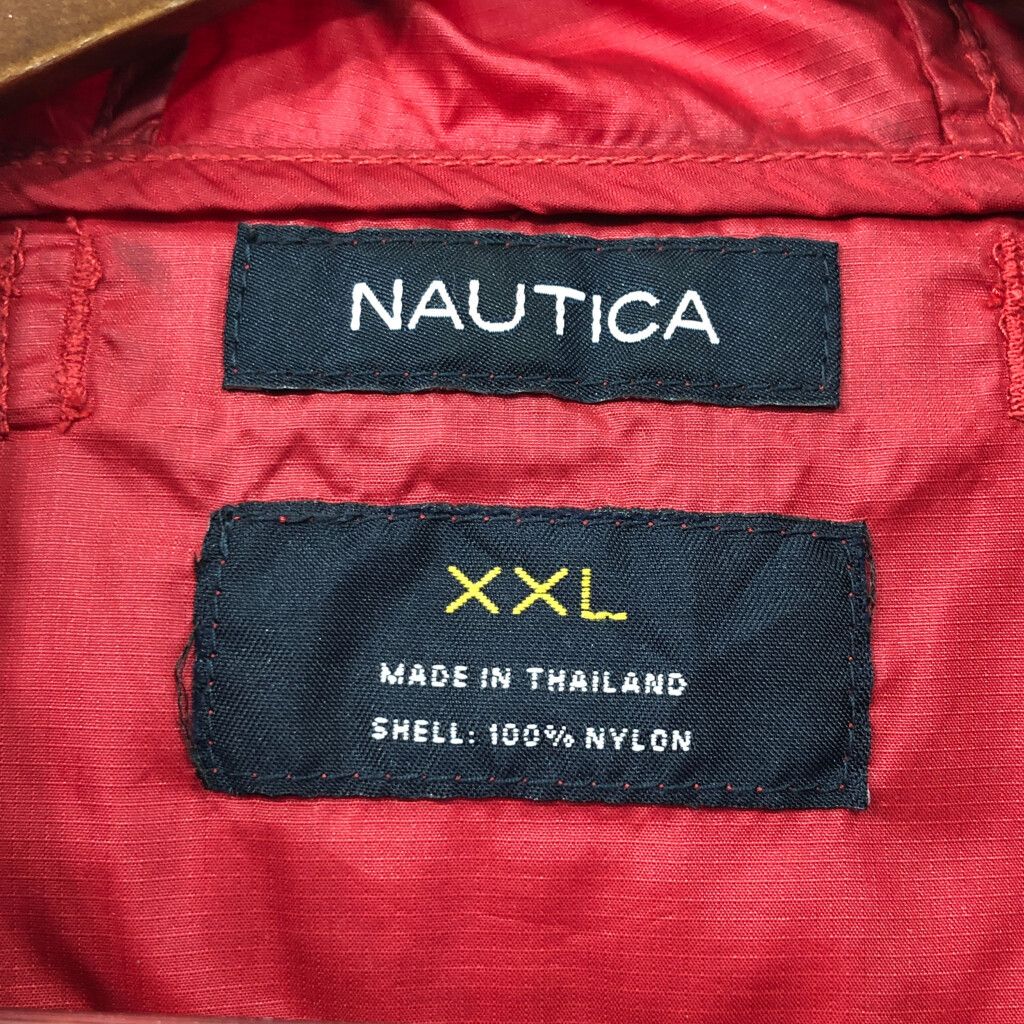 NAUTICA
XXL
MADE IN THAILAND
SHELL: 100% NYLON